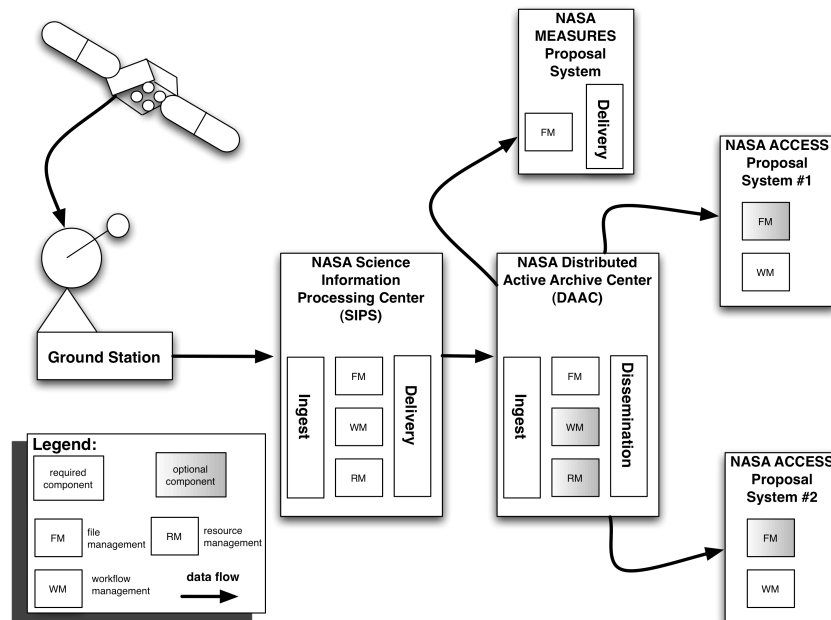 NASA
MEASURES
Proposal
System
FM
Delivery
NASA ACCESS
Proposal
System #1
FM
WM
NASA Science
Information
Processing Center
(SIPS)
Ingest
FM
WM
RM
Delivery
NASA Distributed
Active Archive Center
(DAAC)
Ingest
FM
WM
RM
Dissemination
Ground Station
NASA ACCESS
Proposal
System #2
FM
WM
Legend:
required
component
optional
component
FM
file
management
RM
resource
management
WM
workflow
management
data flow